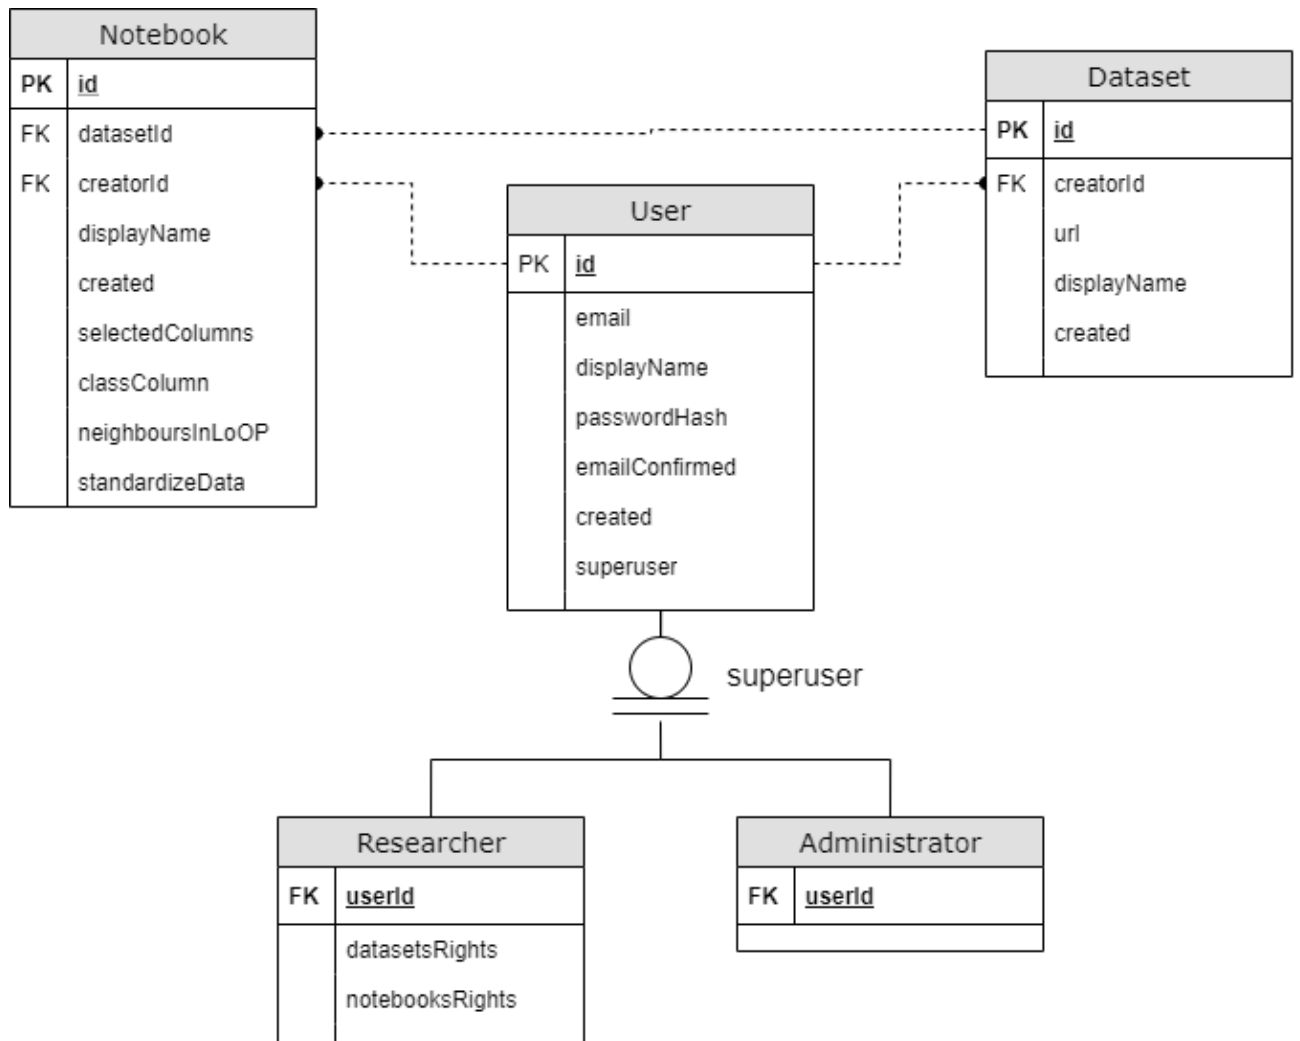 Notebook
PK id
FK datasetId
FK creatorId
displayName
created
selectedColumns
classColumn
neighboursInLoOP
standardizeData
Dataset
PK id
FK creatorId
url
displayName
created
User
PK id
email
displayName
passwordHash
emailConfirmed
created
superuser
superuser
Researcher
FK userId
datasetsRights
notebooksRights
Administrator
FK userId